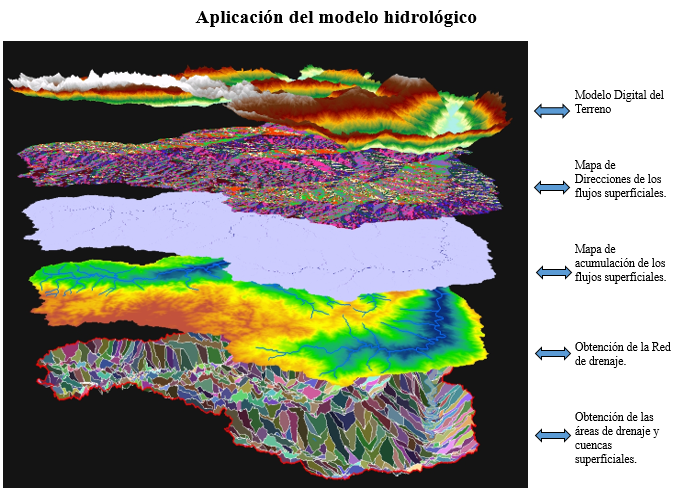 Aplicación del modelo hidrológico
Modelo Digital del
Terreno
Mapa de
Direcciones de los
flujos superficiales.
Mapa de
acumulación de los
flujos superficiales.
Obtención de la Red
de drenaje.
Obtención de las
áreas de drenaje y
cuencas
superficiales.